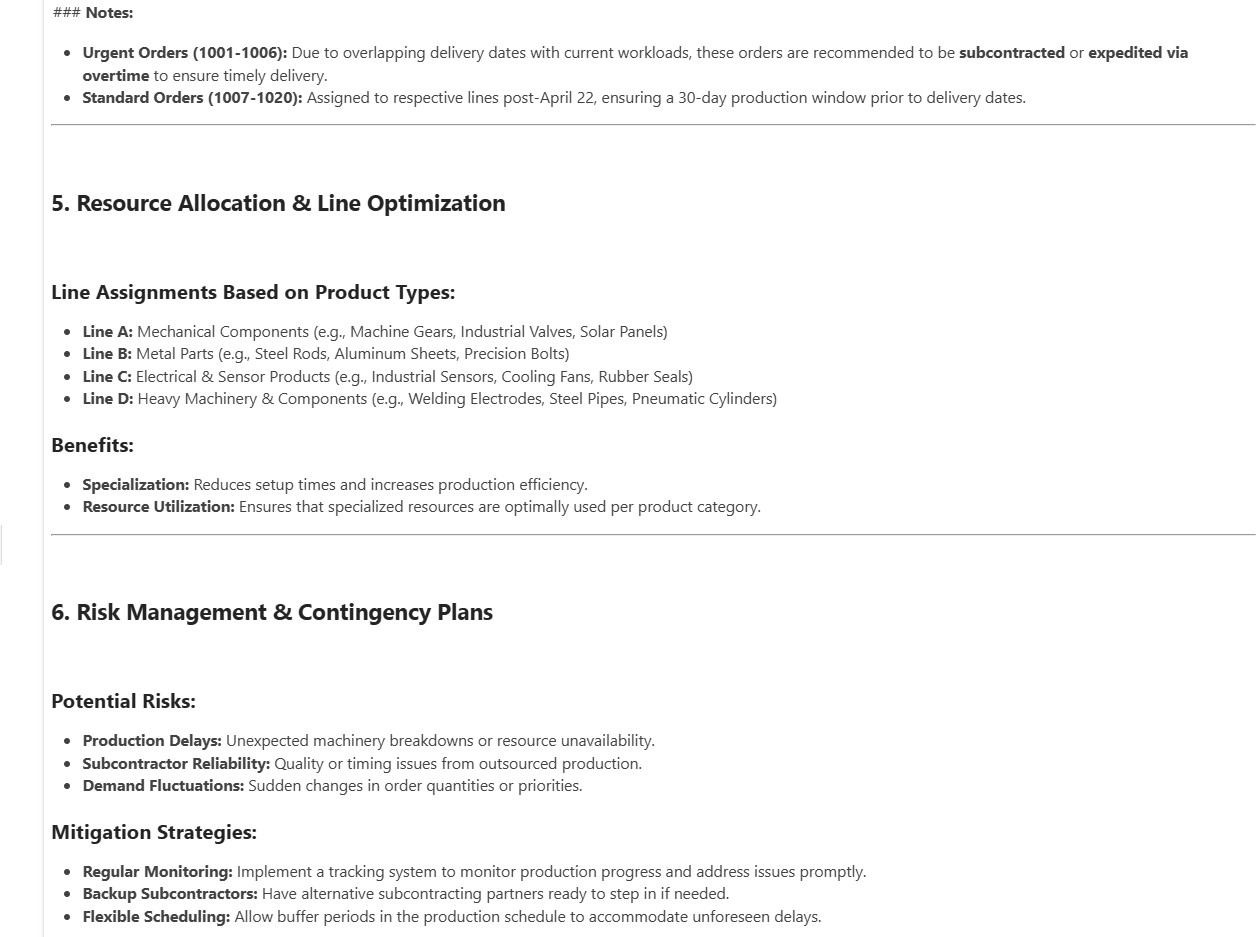 ### Notes:
Urgent Orders (1001-1006): Due to overlapping delivery dates with current workloads, these orders are recommended to be subcontracted or expedited via
overtime to ensure timely delivery.
Standard Orders (1007-1020): Assigned to respective lines post-April 22, ensuring a 30-day production window prior to delivery dates.
5. Resource Allocation & Line Optimization
Line Assignments Based on Product Types:
Line A: Mechanical Components (e.g., Machine Gears, Industrial Valves, Solar Panels)
Line B: Metal Parts (e.g., Steel Rods, Aluminum Sheets, Precision Bolts)
Line C: Electrical & Sensor Products (e.g., Industrial Sensors, Cooling Fans, Rubber Seals)
Line D: Heavy Machinery & Components (e.g., Welding Electrodes, Steel Pipes, Pneumatic Cylinders)
Benefits:
Specialization: Reduces setup times and increases production efficiency.
Resource Utilization: Ensures that specialized resources are optimally used per product category.
6. Risk Management & Contingency Plans
Potential Risks:
Production Delays: Unexpected machinery breakdowns or resource unavailability.
Subcontractor Reliability: Quality or timing issues from outsourced production.
Demand Fluctuations: Sudden changes in order quantities or priorities.
Mitigation Strategies:
Regular Monitoring: Implement a tracking system to monitor production progress and address issues promptly.
Backup Subcontractors: Have alternative subcontracting partners ready to step in if needed.
Flexible Scheduling: Allow buffer periods in the production schedule to accommodate unforeseen delays.